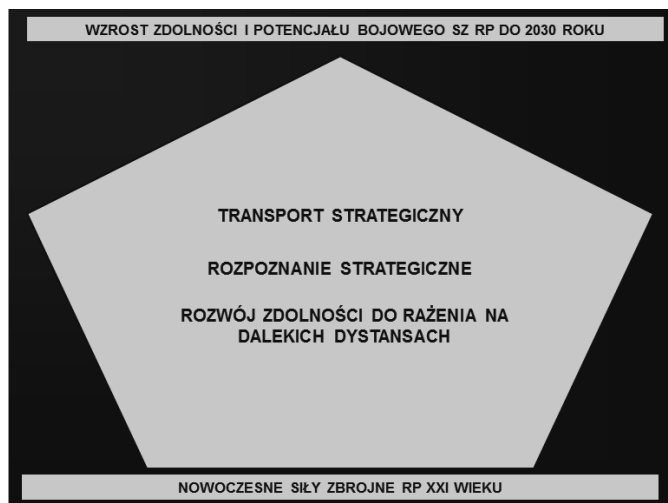 WZROST ZDOLNOŚCI I POTENCJAŁU BOJOWEGO SZ RP DO 2030 ROKU
TRANSPORT STRATEGICZNY
ROZPOZNANIE STRATEGICZNE
ROZWÓJ ZDOLNOŚCI DO RAŻENIA NA
DALEKICH DYSTANSACH
NOWOCZESNE SIŁY ZBROJNE RP XXI WIEKU